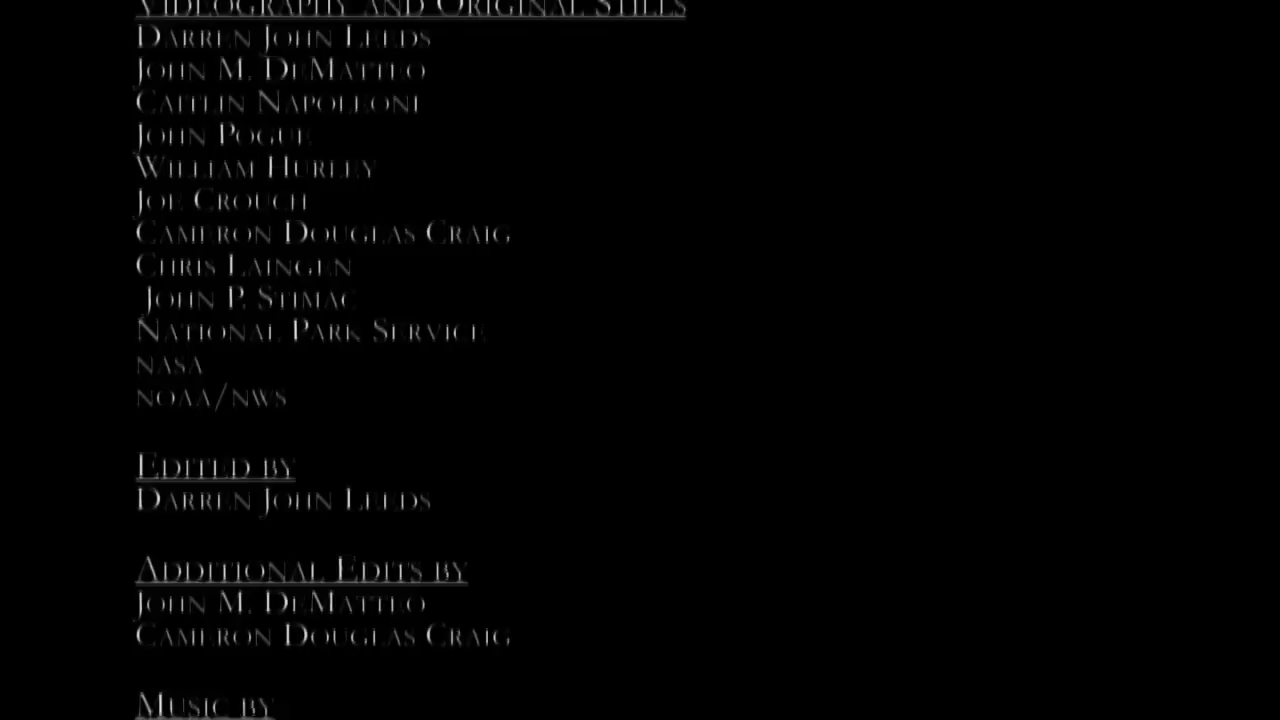 Videography and Original Stills
Darren John Leeds
John M. DeMatteo
Caitlin Napoleoni
John Pogue
William Hurley
Joe Crouch
Cameron Douglas Craig
Chris Laingen
John P. Stimac
National Park Service
NASA
NOAA/NWS
Edited by
Darren John Leeds
Additional Edits by
John M. DeMatteo
Cameron Douglas Craig
Music by